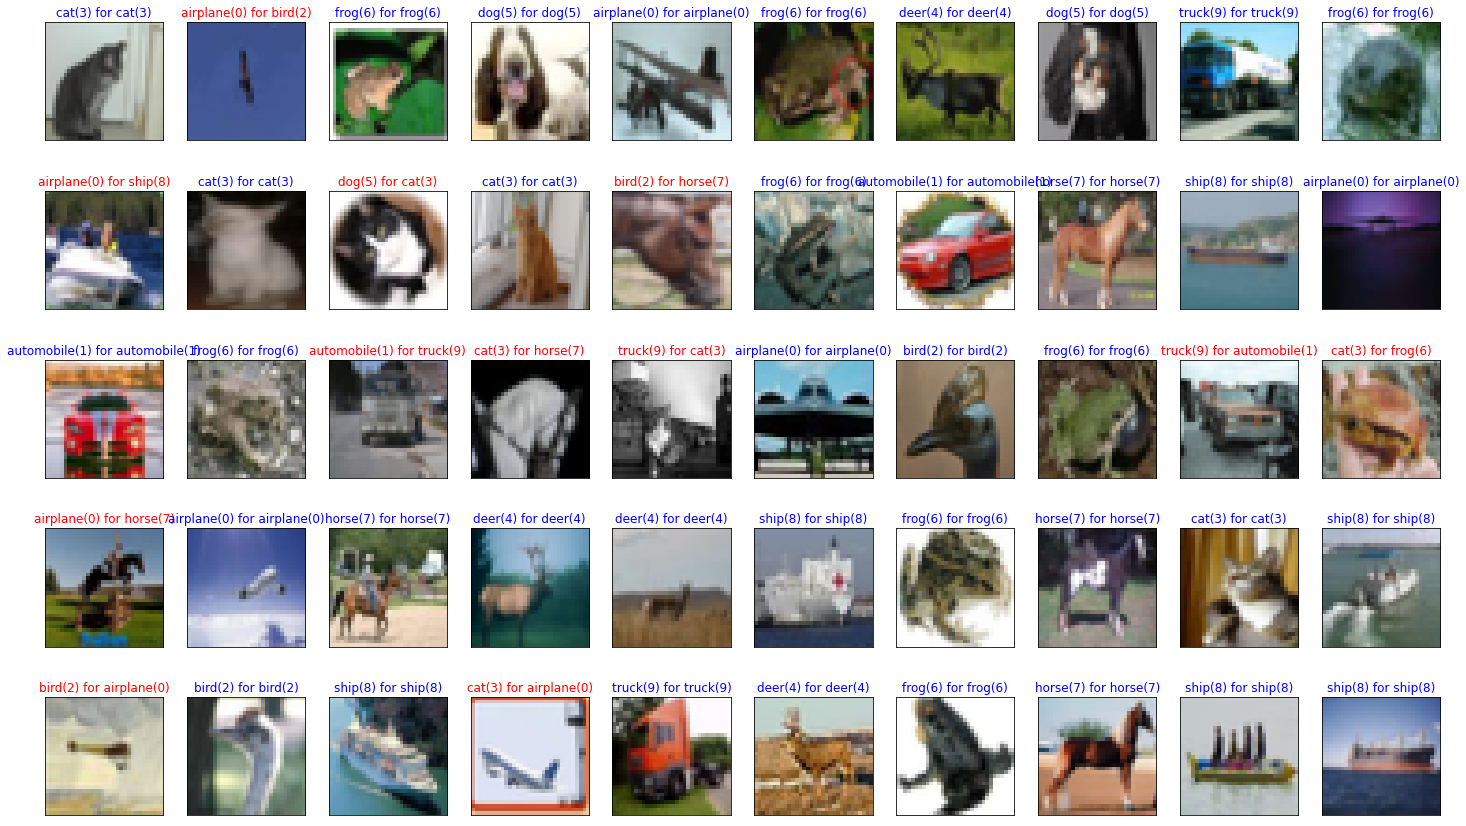 cat(3) for cat(3)
airplane(0) for bird(2)
frog(6) for frog(6)
dog(5) for dog(5)
airplane(0) for airplane(0)
frog(6) for frog(6)
deer(4) for deer(4)
dog(5) for dog(5)
truck(9) for truck(9)
frog(6) for frog(6)
airplane(0) for ship(8)
cat(3) for cat(3)
dog(5) for cat(3)
cat(3) for cat(3)
bird(2) for horse(7)
frog(6) for frog(6)
automobile(1) for automobile(1)
horse(7) for horse(7)
ship(8) for ship(8)
airplane(0) for airplane(0)
automobile(1) for automobile(1)
frog(6) for frog(6)
automobile(1) for truck(9)
cat(3) for horse(7)
truck(9) for cat(3)
airplane(0) for airplane(0)
bird(2) for bird(2)
frog(6) for frog(6)
truck(9) for automobile(1)
cat(3) for frog(6)
airplane(0) for horse(7)
airplane(0) for airplane(0)
horse(7) for horse(7)
deer(4) for deer(4)
deer(4) for deer(4)
ship(8) for ship(8)
frog(6) for frog(6)
horse(7) for horse(7)
cat(3) for cat(3)
ship(8) for ship(8)
bird(2) for airplane(0)
bird(2) for bird(2)
ship(8) for ship(8)
cat(3) for airplane(0)
truck(9) for truck(9)
deer(4) for deer(4)
frog(6) for frog(6)
horse(7) for horse(7)
ship(8) for ship(8)
ship(8) for ship(8)